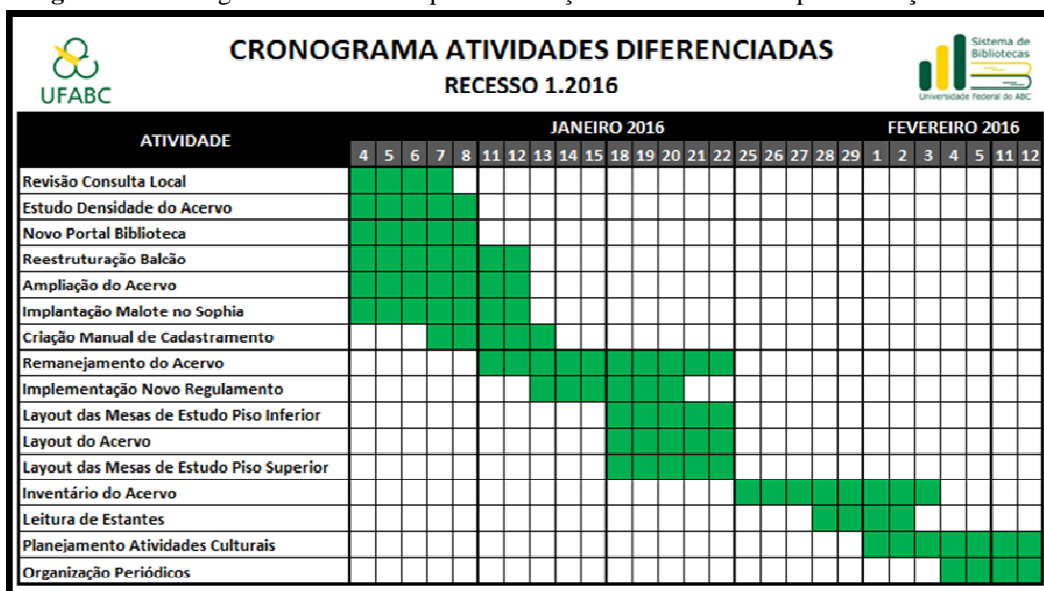 CRONOGRAMA ATIVIDADES DIFERENCIADAS
RECESSO 1.2016
UFABC
Sistema de
Bibliotecas
Universidade Federal do ABC
ATIVIDADE
JANEIRO 2016 FEVEREIRO 2016
4 5 6 7 8 11 12 13 14 15 18 19 20 21 22 25 26 27 28 29 1 2 3 4 5 11 12
Revisão Consulta Local
Estudo Densidade do Acervo
Novo Portal Biblioteca
Reestruturação Balcão
Ampliação do Acervo
Implantação Malote no Sophia
Criação Manual de Cadastramento
Remanejamento do Acervo
Implementação Novo Regulamento
Layout das Mesas de Estudo Piso Inferior
Layout do Acervo
Layout das Mesas de Estudo Piso Superior
Inventário do Acervo
Leitura de Estantes
Planejamento Atividades Culturais
Organização Periódicos